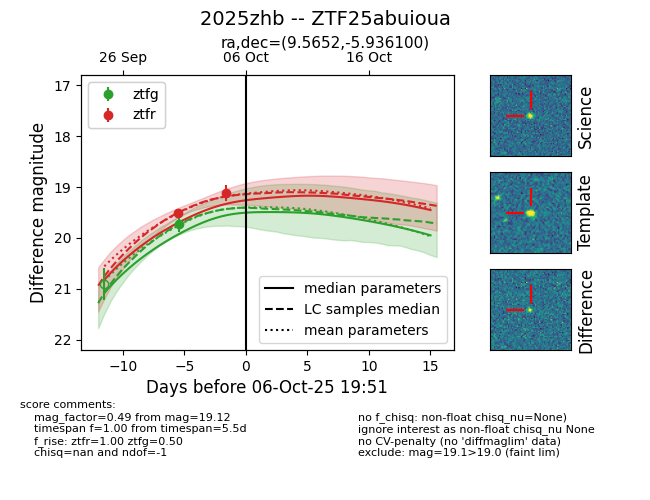 2025zhb -- ZTF25abuioua
ra,dec=(9.5652,-5.936100)
26 Sep 06 Oct 16 Oct
ztfg
ztfr
17
18
19
20
21
22
Difference magnitude
median parameters
LC samples median
mean parameters
−10 −5 0 5 10 15
Days before 06-Oct-25 19:51
Science
Template
Difference
score comments:
mag_factor=0.49 from mag=19.12
timespan f=1.00 from timespan=5.5d
f_rise: ztfr=1.00 ztfg=0.50
chisq=nan and ndof=-1
no f_chisq: non-float chisq_nu=None)
ignore interest as non-float chisq_nu None
no CV-penalty (no 'diffmaglim' data)
exclude: mag=19.1>19.0 (faint lim)